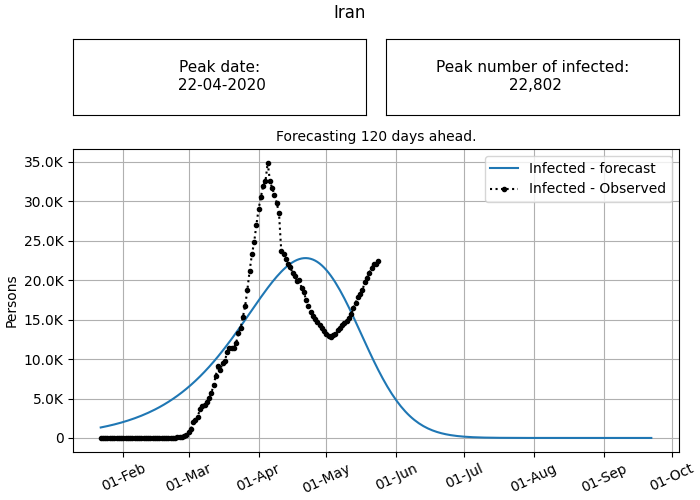 Iran
Peak date:
22-04-2020
Peak number of infected:
22,802
Forecasting 120 days ahead.
Infected - forecast
Infected - Observed
35.0K
30.0K
25.0K
20.0K
15.0K
10.0K
5.0K
0
Persons
01-Feb
01-Mar
01-Apr
01-May
01-Jun
01-Jul
01-Aug
01-Sep
01-Oct